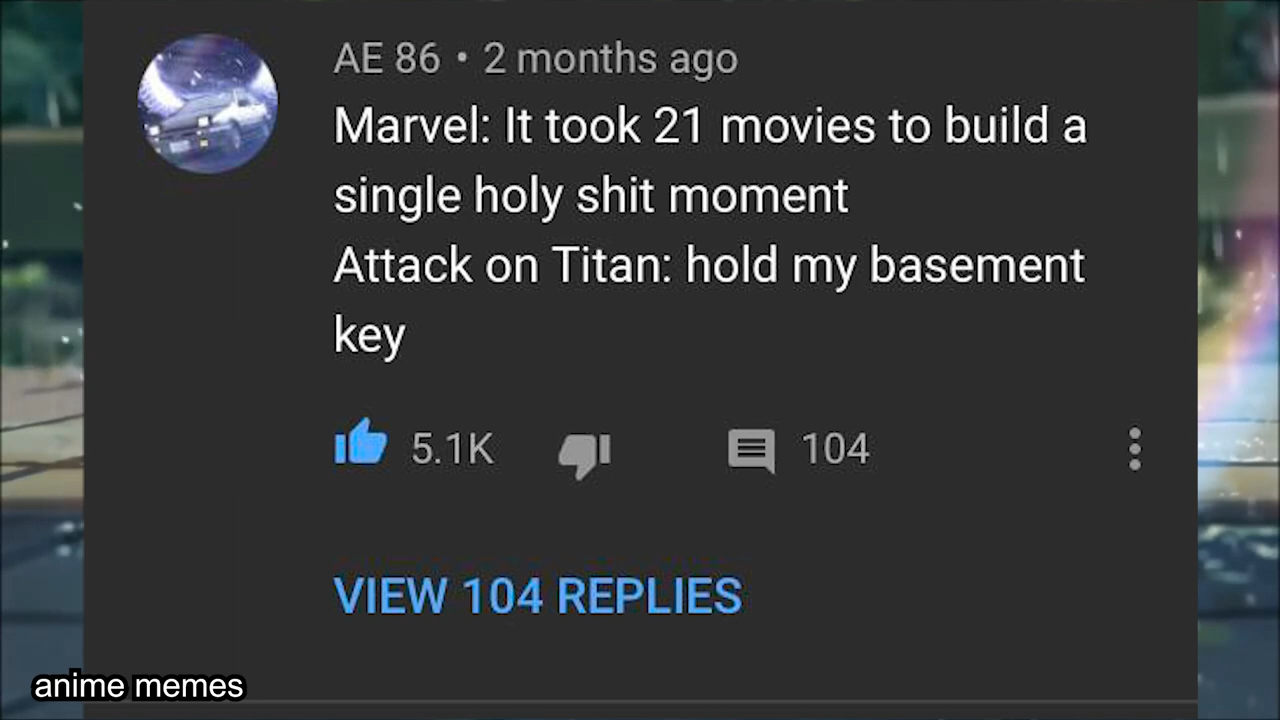 AE 86 • 2 months ago
Marvel: It took 21 movies to build a
single holy shit moment
Attack on Titan: hold my basement
key
5.1K 104
VIEW 104 REPLIES
anime memes